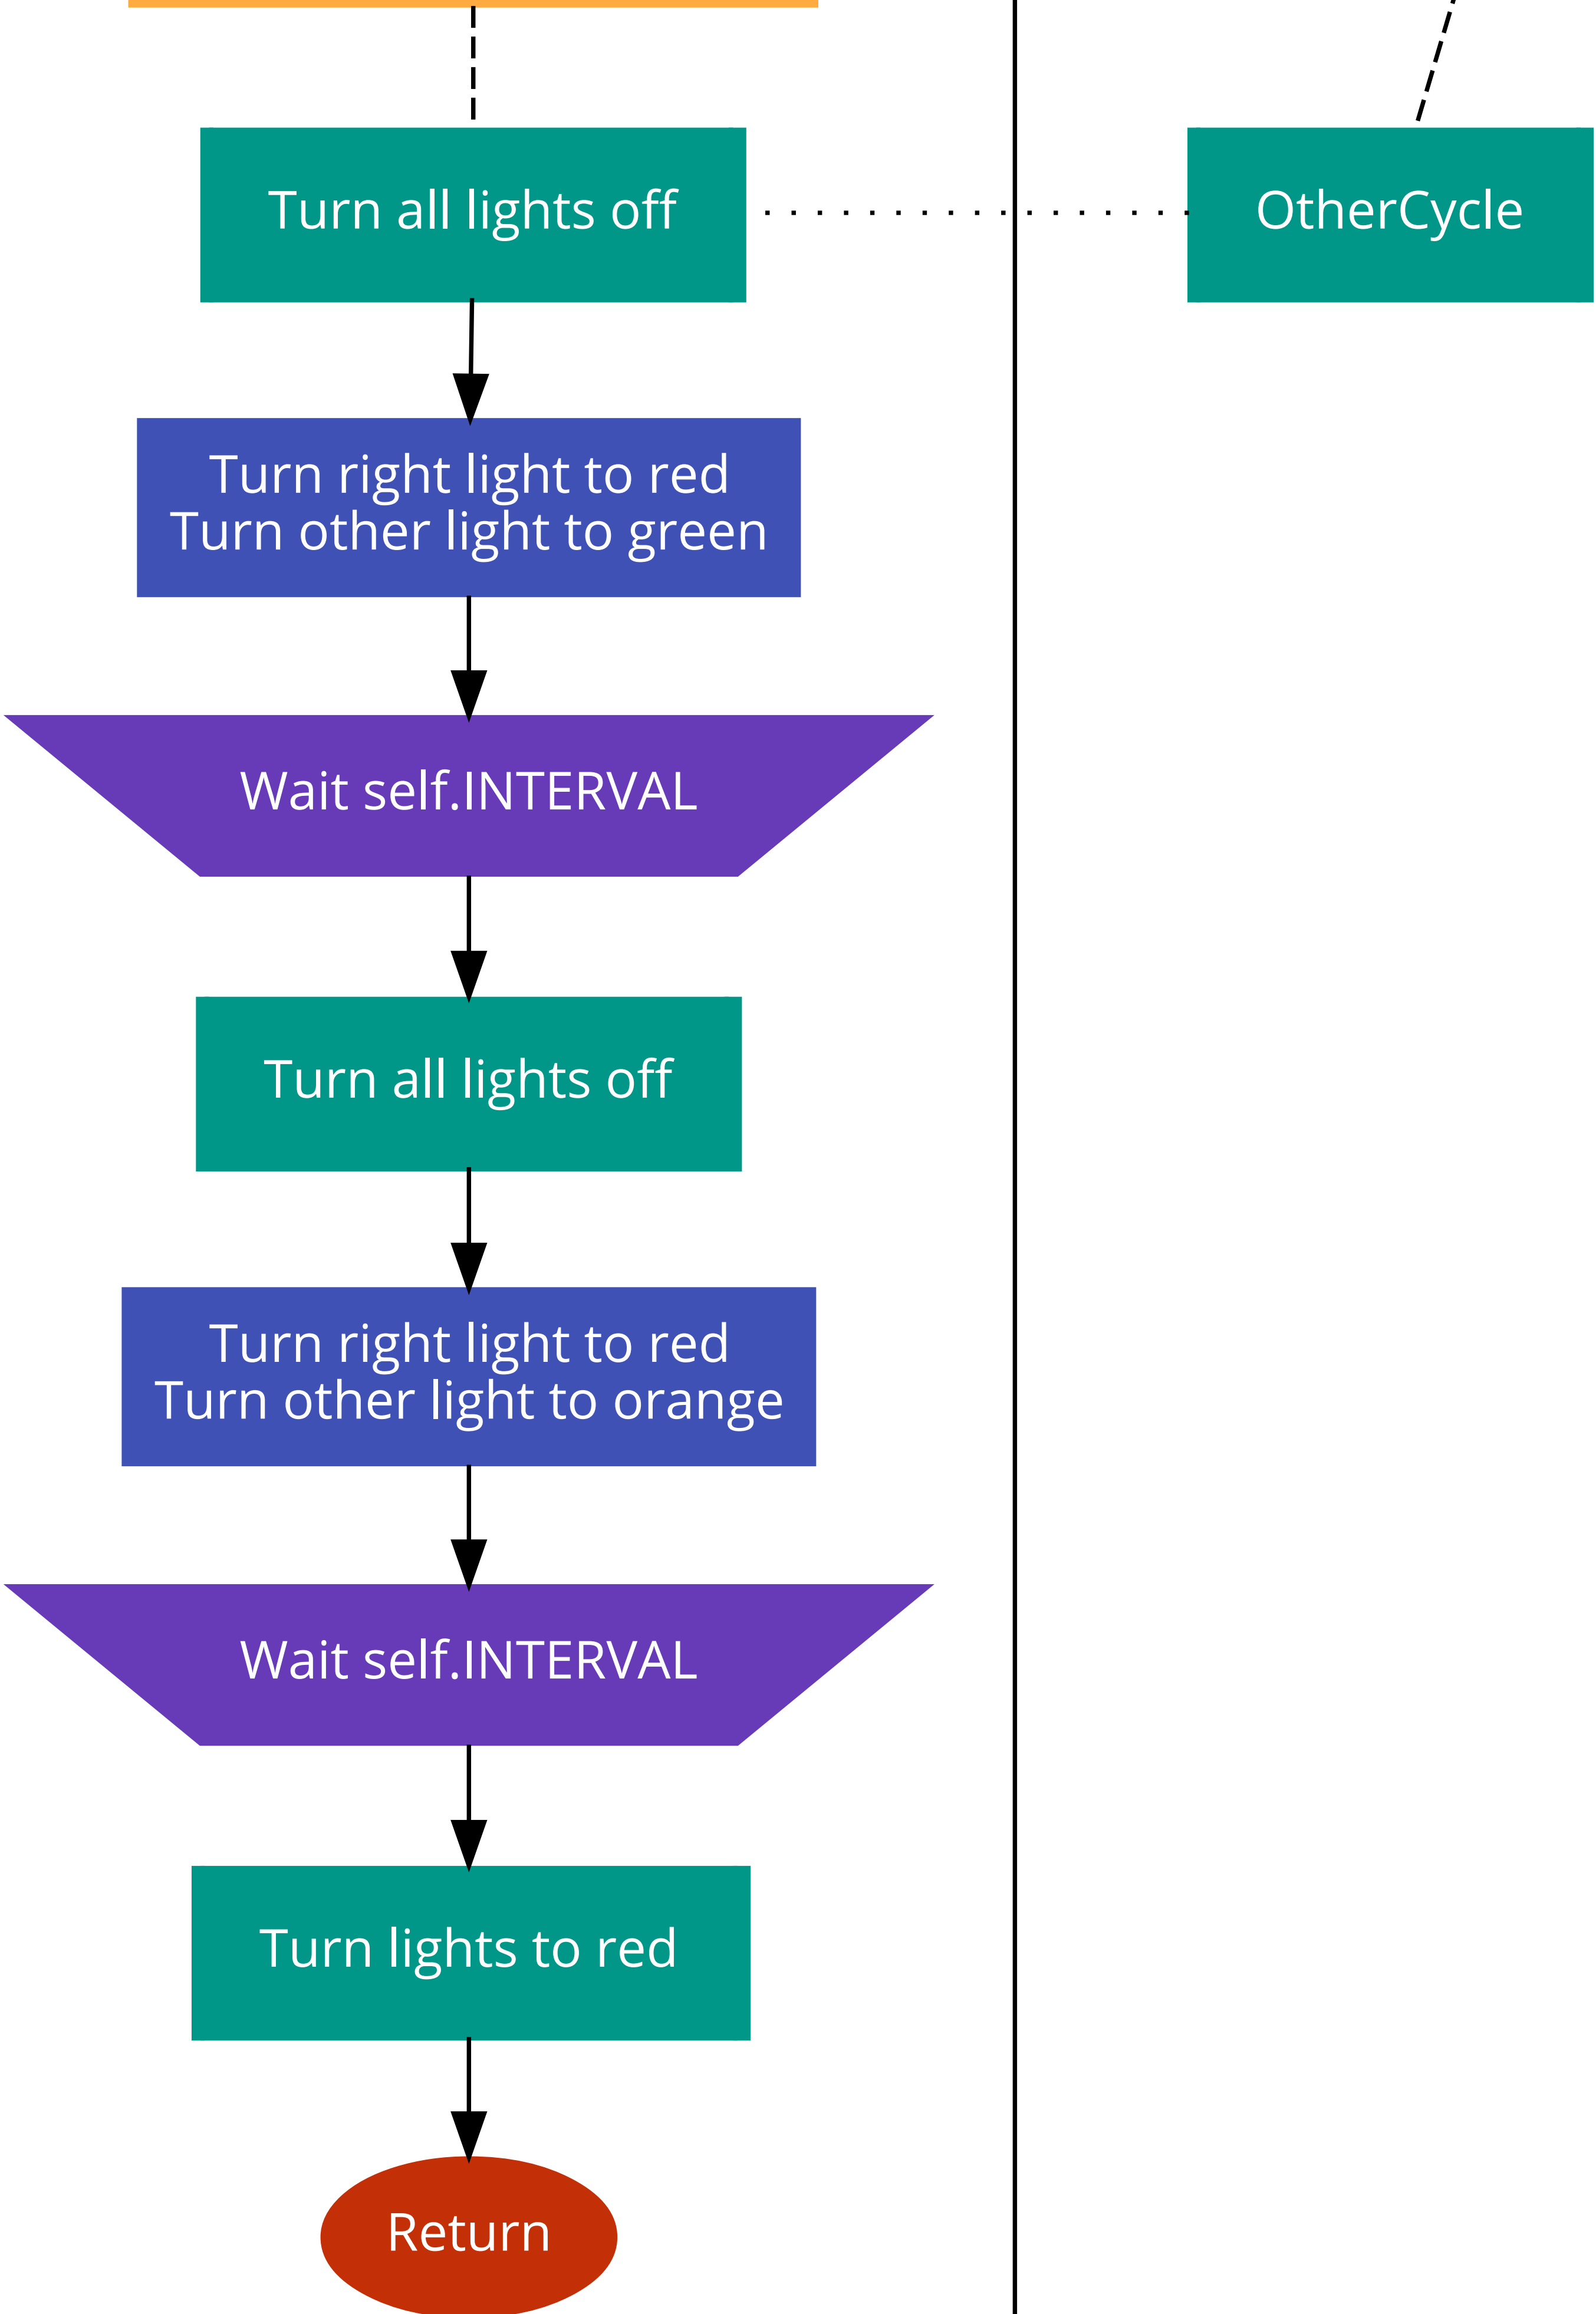 Turn all lights off
OtherCycle
Turn right light to red
Turn other light to green
Wait self.INTERVAL
Turn all lights off
Turn right light to red
Turn other light to orange
Wait self.INTERVAL
Turn lights to red
Return